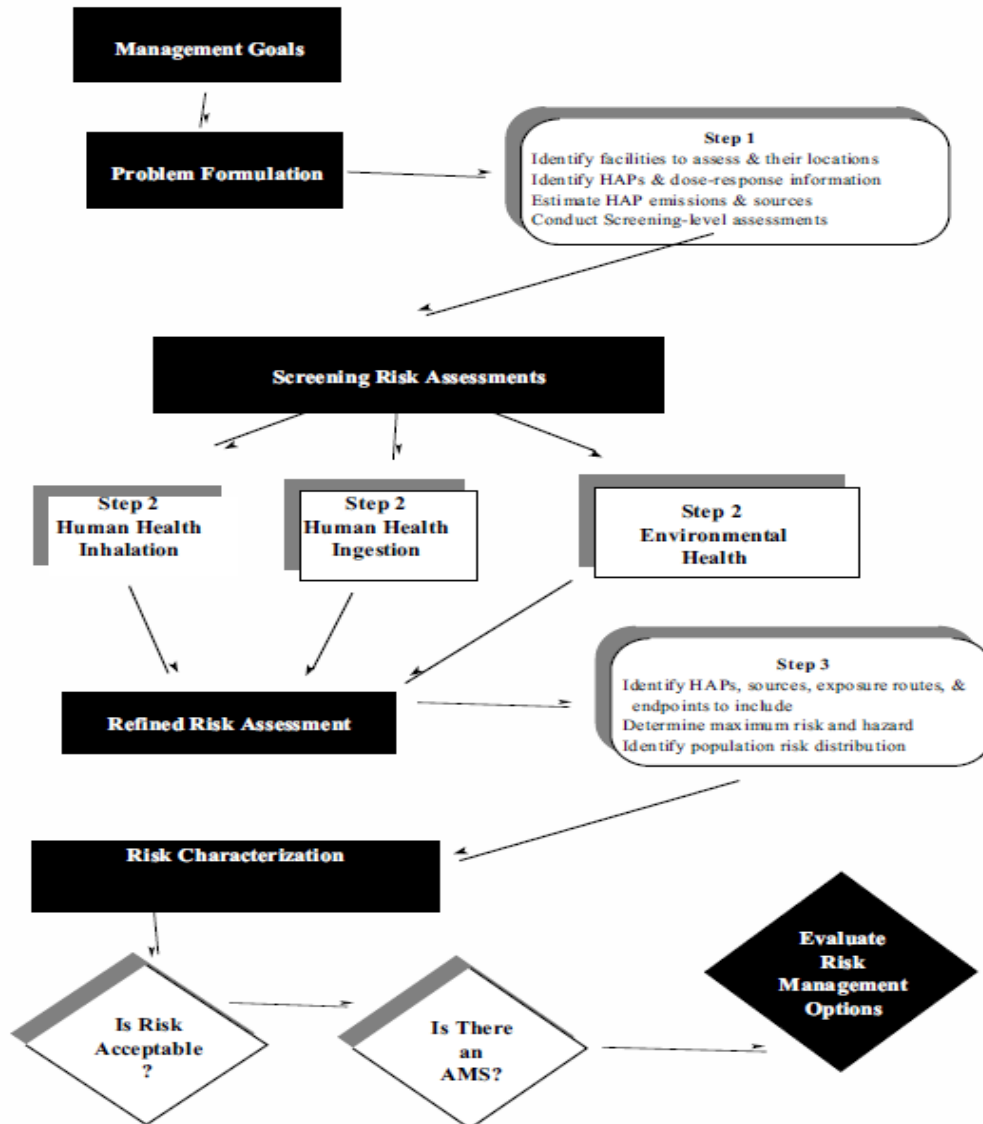 Management Goals
Problem Formulation
Step 1
Identify facilities to assess & their locations
Identify HAPs & dose-response information
Estimate HAP emissions & sources
Conduct Screening-level assessments
Screening Risk Assessments
Step 2
Human Health
Inhalation
Step 2
Human Health
Ingestion
Step 2
Environmental
Health
Step 3
Identify HAPs, sources, exposure routes, &
endpoints to include
Determine maximum risk and hazard
Identify population risk distribution
Refined Risk Assessment
Risk Characterization
Is Risk
Acceptable
?
Is There
an
AMS?
Evaluate
Risk
Management
Options